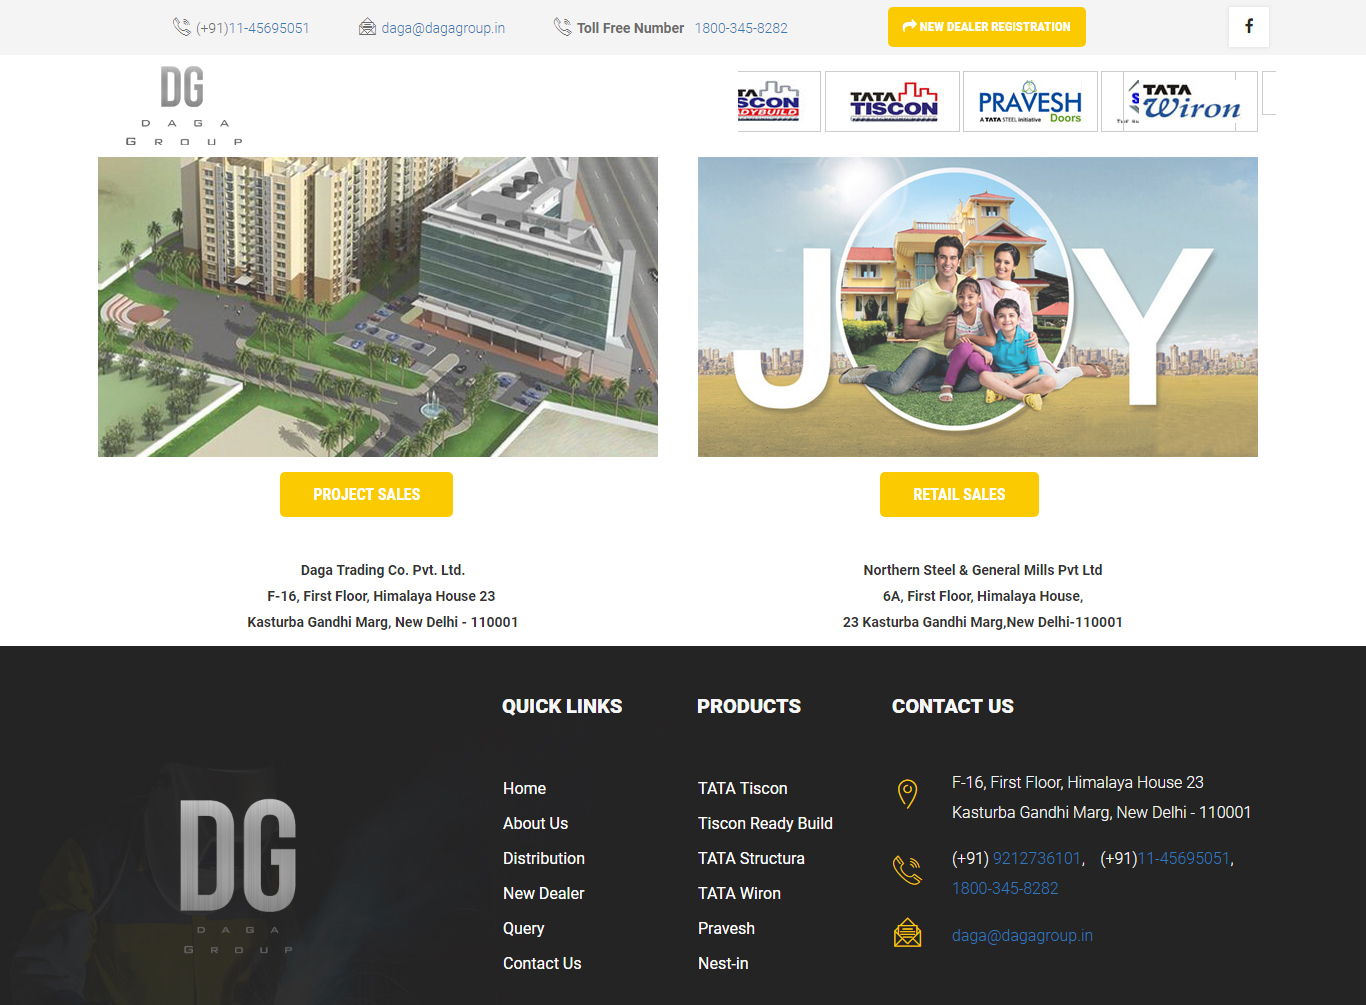 (+91)11-45695051
daga@dagagroup.in
Toll Free Number 1800-345-8282
NEW DEALER REGISTRATION
f
DG
DAGA
GROUP
TATA
TISCON
PRAVESH
A TATA STEEL initiative Doors
TATA
Wiron
J Y
PROJECT SALES
RETAIL SALES
Daga Trading Co. Pvt. Ltd.
F-16, First Floor, Himalaya House 23
Kasturba Gandhi Marg, New Delhi - 110001
Northern Steel & General Mills Pvt Ltd
6A, First Floor, Himalaya House,
23 Kasturba Gandhi Marg,New Delhi-110001
DG
DAGA
GROUP
QUICK LINKS
Home
About Us
Distribution
New Dealer
Query
Contact Us
PRODUCTS
TATA Tiscon
Tiscon Ready Build
TATA Structura
TATA Wiron
Pravesh
Nest-in
CONTACT US
F-16, First Floor, Himalaya House 23
Kasturba Gandhi Marg, New Delhi - 110001
(+91) 9212736101, (+91)11-45695051,
1800-345-8282
daga@dagagroup.in